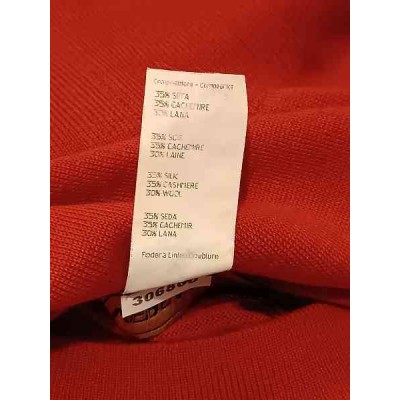 35% SETA
35% CACHEMIRE
30% LANA
35% SOIE
35% CACHEMIRE
30% LAINE
35% SILK
35% CASHMERE
30% WOOL
35% SEDA
35% CACHEMIR
30% LANA
Fodera